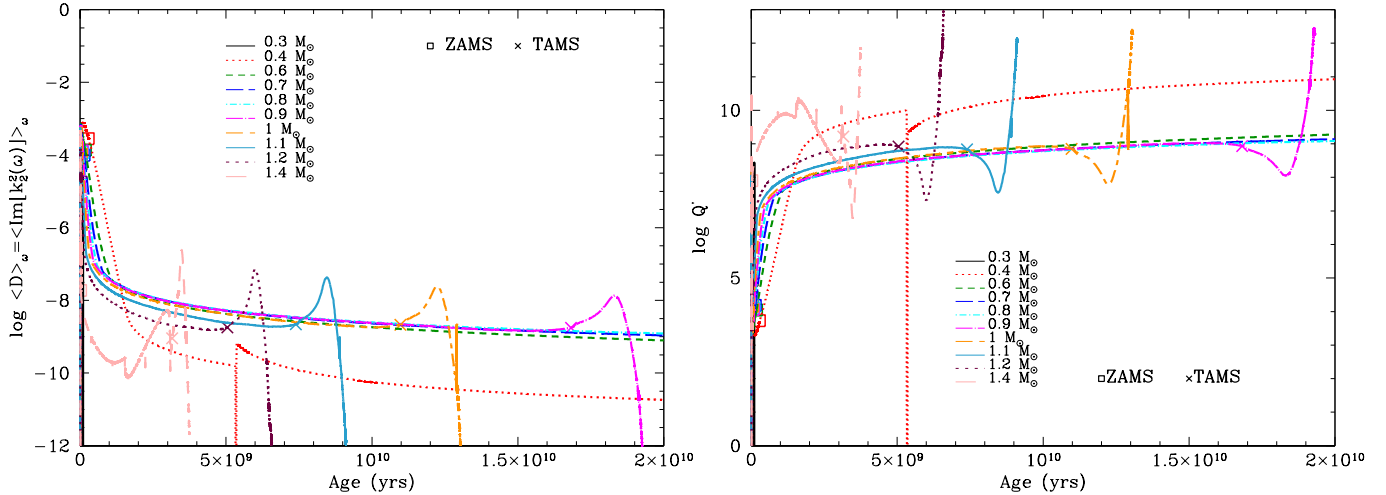 log <D>ω=<Im[k²₂(ω)]>ω
0
−2
−4
−6
−8
−10
−12
0.3 M⊙
0.4 M⊙
0.6 M⊙
0.7 M⊙
0.8 M⊙
0.9 M⊙
1 M⊙
1.1 M⊙
1.2 M⊙
1.4 M⊙
ZAMS
TAMS
0
5×10⁹
10¹⁰
1.5×10¹⁰
2×10¹⁰
Age (yrs)
log Q'
10
5
0
0.3 M⊙
0.4 M⊙
0.6 M⊙
0.7 M⊙
0.8 M⊙
0.9 M⊙
1 M⊙
1.1 M⊙
1.2 M⊙
1.4 M⊙
ZAMS
TAMS
0
5×10⁹
10¹⁰
1.5×10¹⁰
2×10¹⁰
Age (yrs)